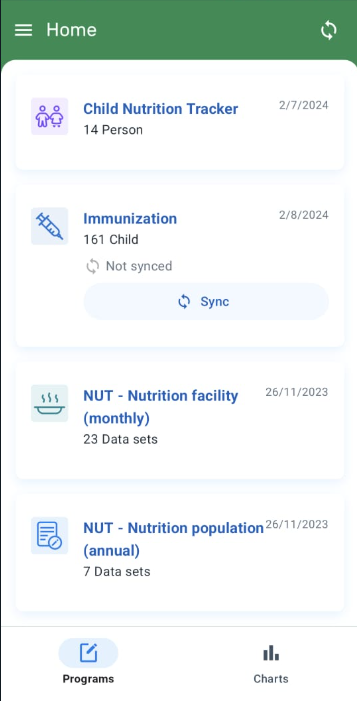 Home
Child Nutrition Tracker
2/7/2024
14 Person
Immunization
2/8/2024
161 Child
Not synced
Sync
NUT - Nutrition facility
26/11/2023
(monthly)
23 Data sets
NUT - Nutrition population
26/11/2023
(annual)
7 Data sets
Programs
Charts